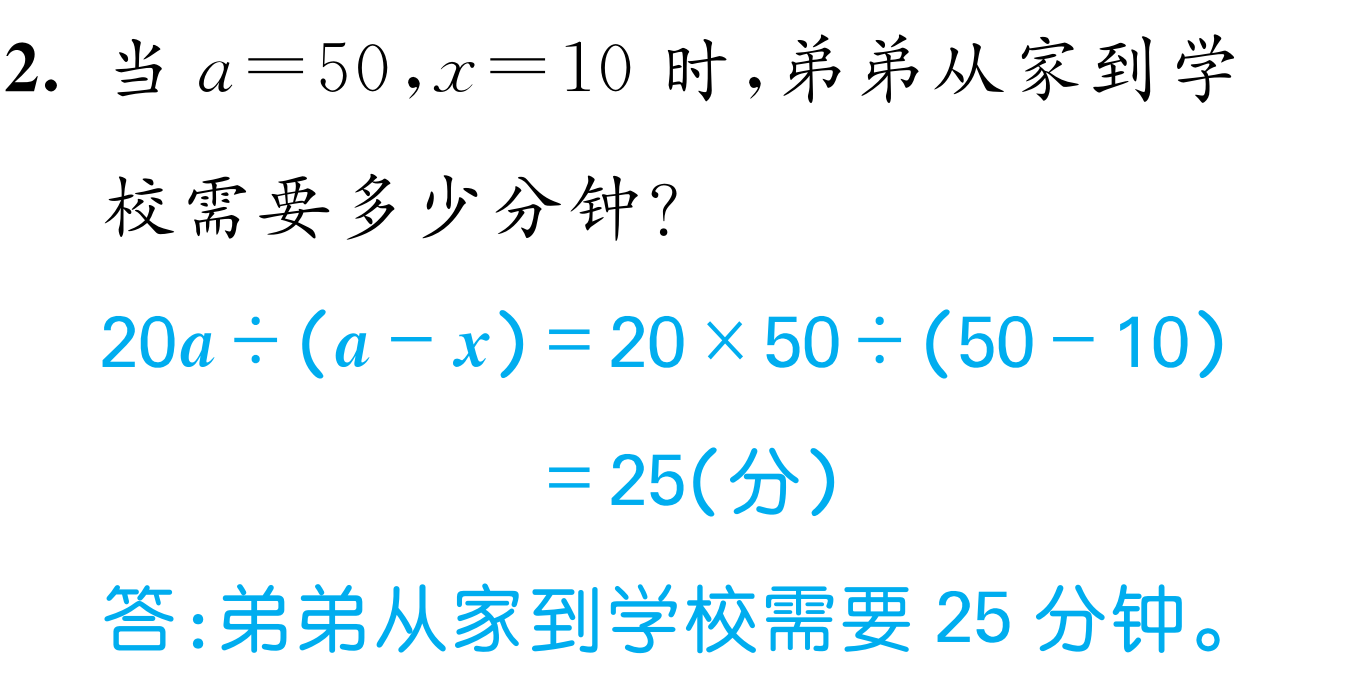 2. 当 a=50,x=10 时,弟弟从家到学
校需要多少分钟?
20a÷(a-x)=20×50÷(50-10)
=25(分)
答:弟弟从家到学校需要 25 分钟。